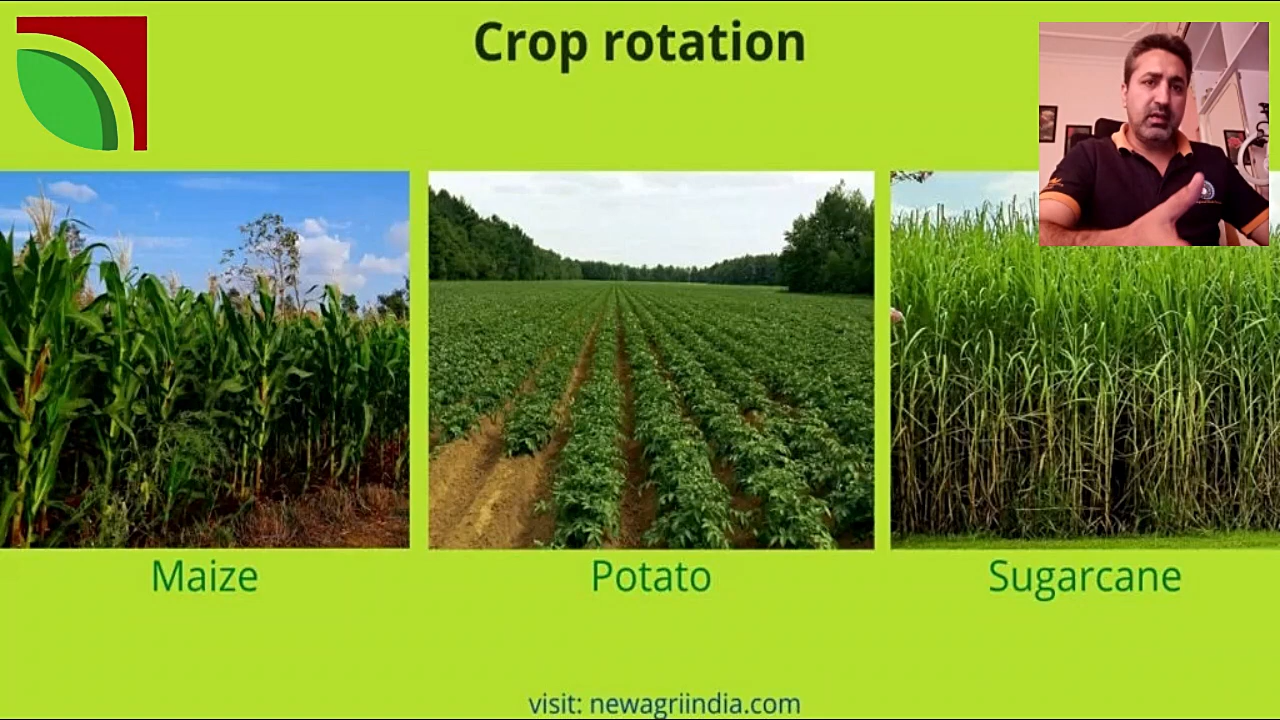 Crop rotation
Maize
Potato
Sugarcane
visit: newagriindia.com